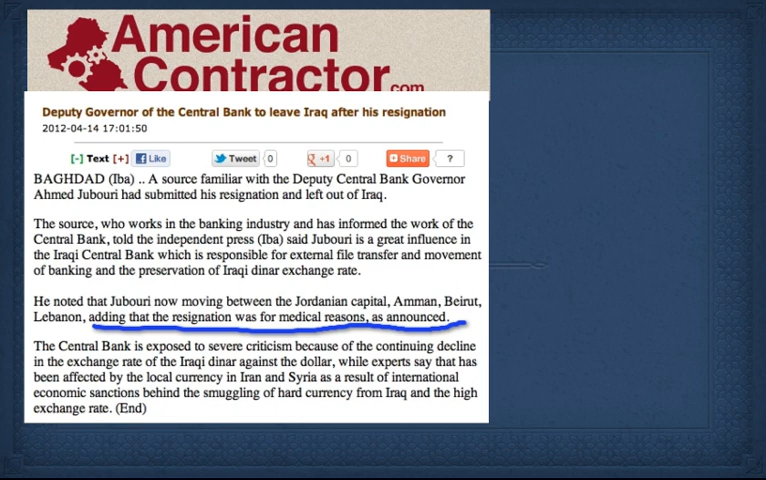 American
Contractor.com
Deputy Governor of the Central Bank to leave Iraq after his resignation
2012-04-14 17:01:50
[-] Text [+] Like Tweet 0 +1 0 Share ?
BAGHDAD (Iba) .. A source familiar with the Deputy Central Bank Governor
Ahmed Jubouri had submitted his resignation and left out of Iraq.
The source, who works in the banking industry and has informed the work of the
Central Bank, told the independent press (Iba) said Jubouri is a great influence in
the Iraqi Central Bank which is responsible for external file transfer and movement
of banking and the preservation of Iraqi dinar exchange rate.
He noted that Jubouri now moving between the Jordanian capital, Amman, Beirut,
Lebanon, adding that the resignation was for medical reasons, as announced.
The Central Bank is exposed to severe criticism because of the continuing decline
in the exchange rate of the Iraqi dinar against the dollar, while experts say that has
been affected by the local currency in Iran and Syria as a result of international
economic sanctions behind the smuggling of hard currency from Iraq and the high
exchange rate. (End)